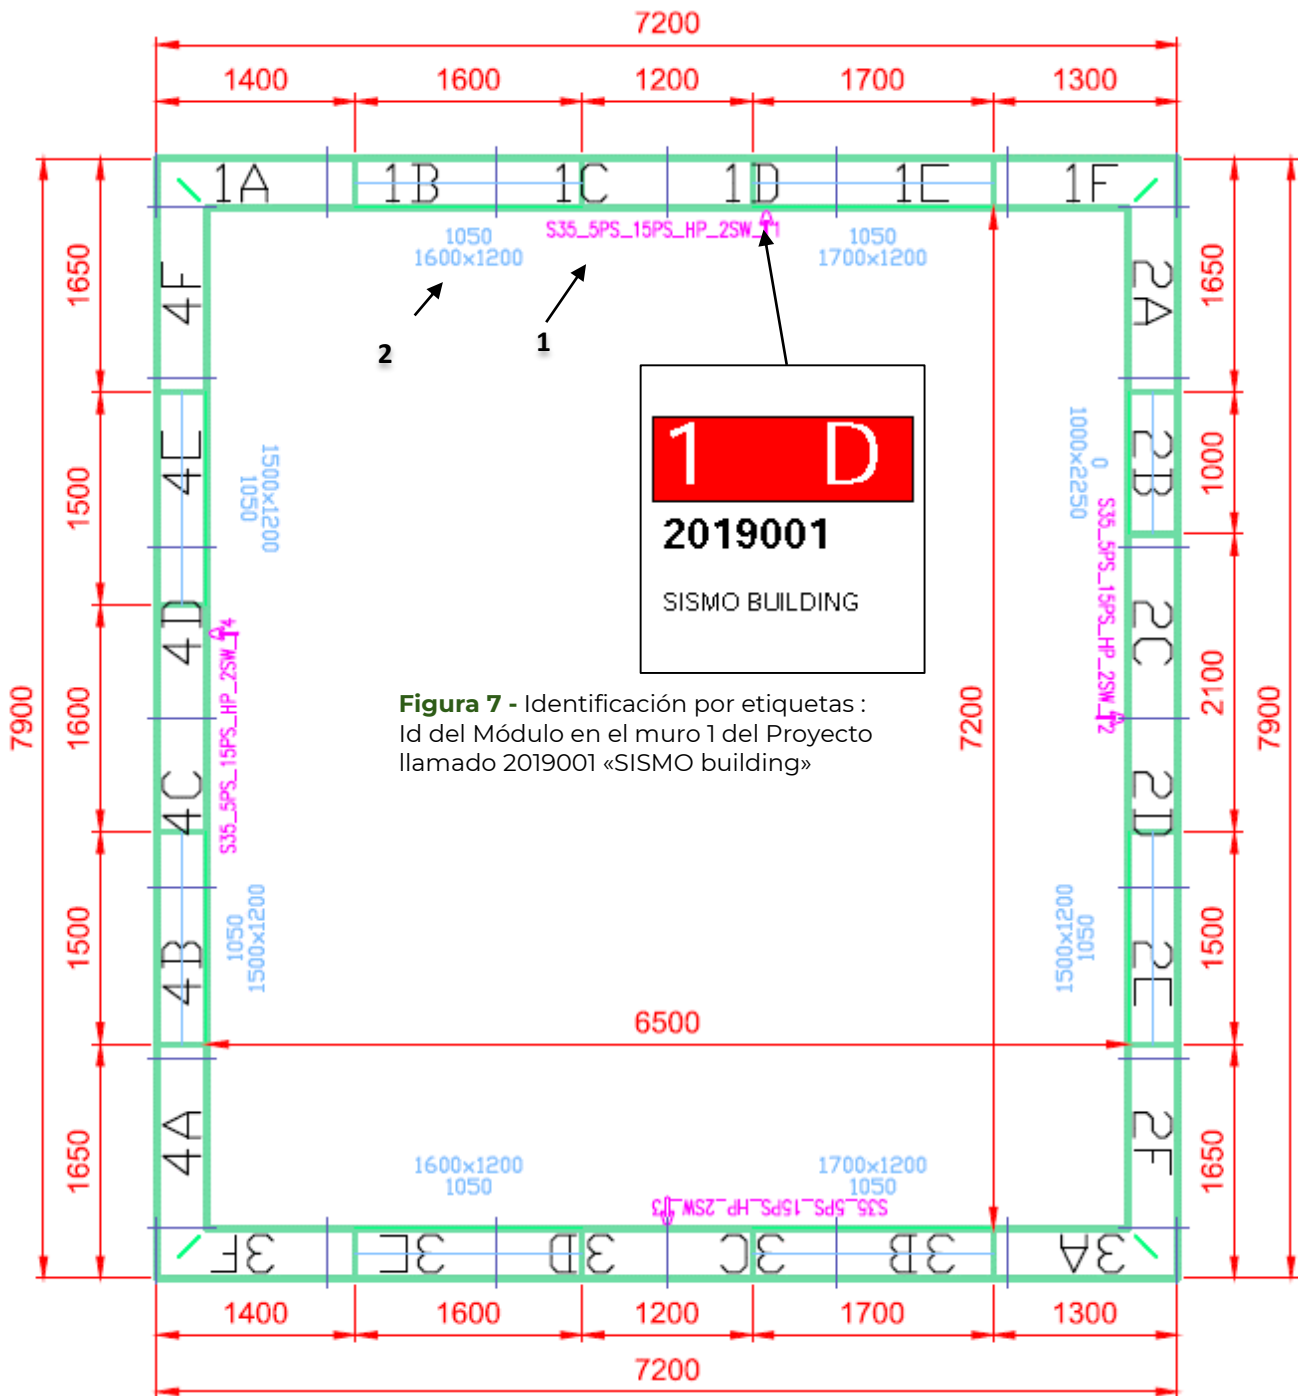 7200
1400 1600 1200 1700 1300
1A 1B 1C 1D 1E 1F
S35_5PS_15PS_HP_2SW_T1
1050
1600x1200
1050
1700x1200
2
1
1650
1500
1600
1500
1650
7900
4F
4E
4D
4C
4B
4A
1500x1200
1050
S35_5PS_15PS_HP_2SW_T4
1050
1500x1200
1 D
2019001
SISMO BUILDING
Figura 7 - Identificación por etiquetas :
Id del Módulo en el muro 1 del Proyecto
llamado 2019001 «SISMO building»
7200
6500
2A
2B
2C
2D
2E
2F
0
1000x2250
S35_5PS_15PS_HP_2SW_T2
1500x1200
1050
1650
1000
2100
1500
1650
7900
1600x1200
1050
1700x1200
1050
S35_5PS_15PS_HP_2SW_T3
3F 3E 3D 3C 3B 3A
1400 1600 1200 1700 1300
7200